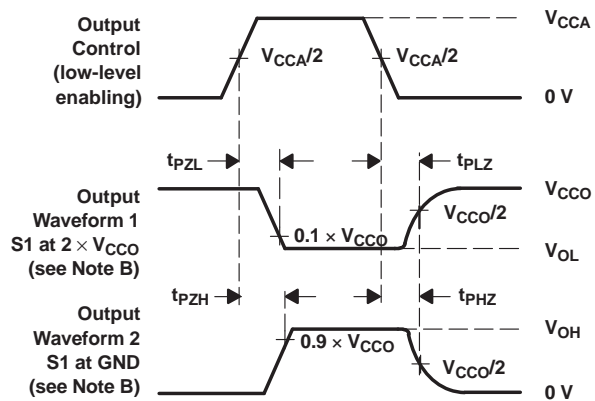 Output
Control
(low-level
enabling)
V_CCA
V_CCA/2
V_CCA/2
0 V
t_PZL
t_PLZ
Output
Waveform 1
S1 at 2 × V_CCO
(see Note B)
V_CCO
V_CCO/2
0.1 × V_CCO
V_OL
t_PZH
t_PHZ
Output
Waveform 2
S1 at GND
(see Note B)
V_OH
0.9 × V_CCO
V_CCO/2
0 V